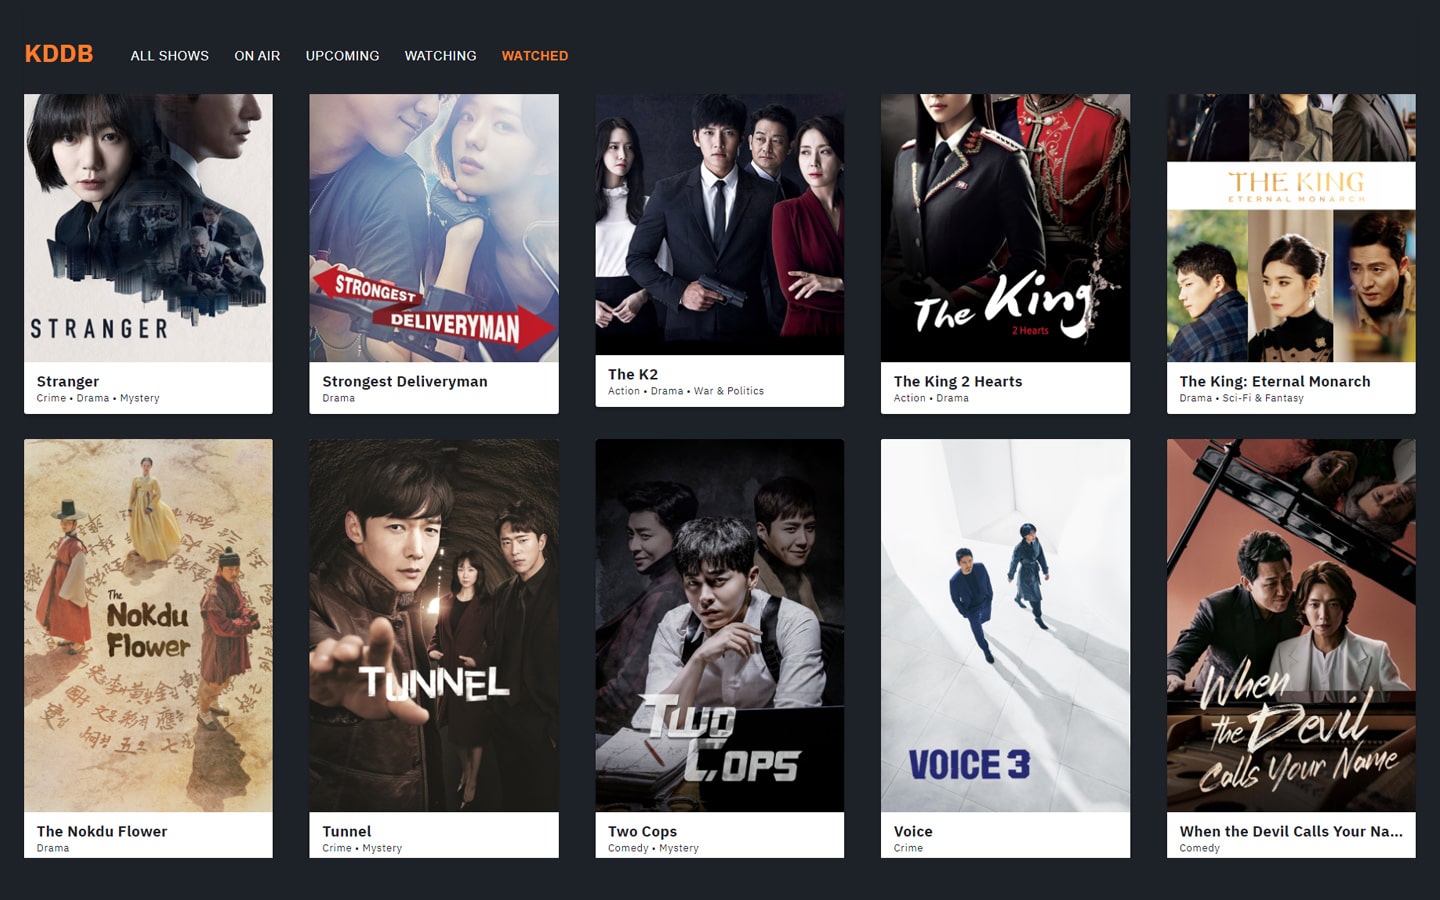 KDDB
ALL SHOWS
ON AIR
UPCOMING
WATCHING
WATCHED
STRANGER
STRONGEST
DELIVERYMAN
The King
2 Hearts
THE KING
ETERNAL MONARCH
Stranger
Crime • Drama • Mystery
Strongest Deliveryman
Drama
The K2
Action • Drama • War & Politics
The King 2 Hearts
Action • Drama
The King: Eternal Monarch
Drama • Sci-Fi & Fantasy
The
Nokdu
Flower
TUNNEL
Two
Cops
VOICE 3
When
the Devil
Calls Your Name
The Nokdu Flower
Drama
Tunnel
Crime • Mystery
Two Cops
Comedy • Mystery
Voice
Crime
When the Devil Calls Your Na...
Comedy